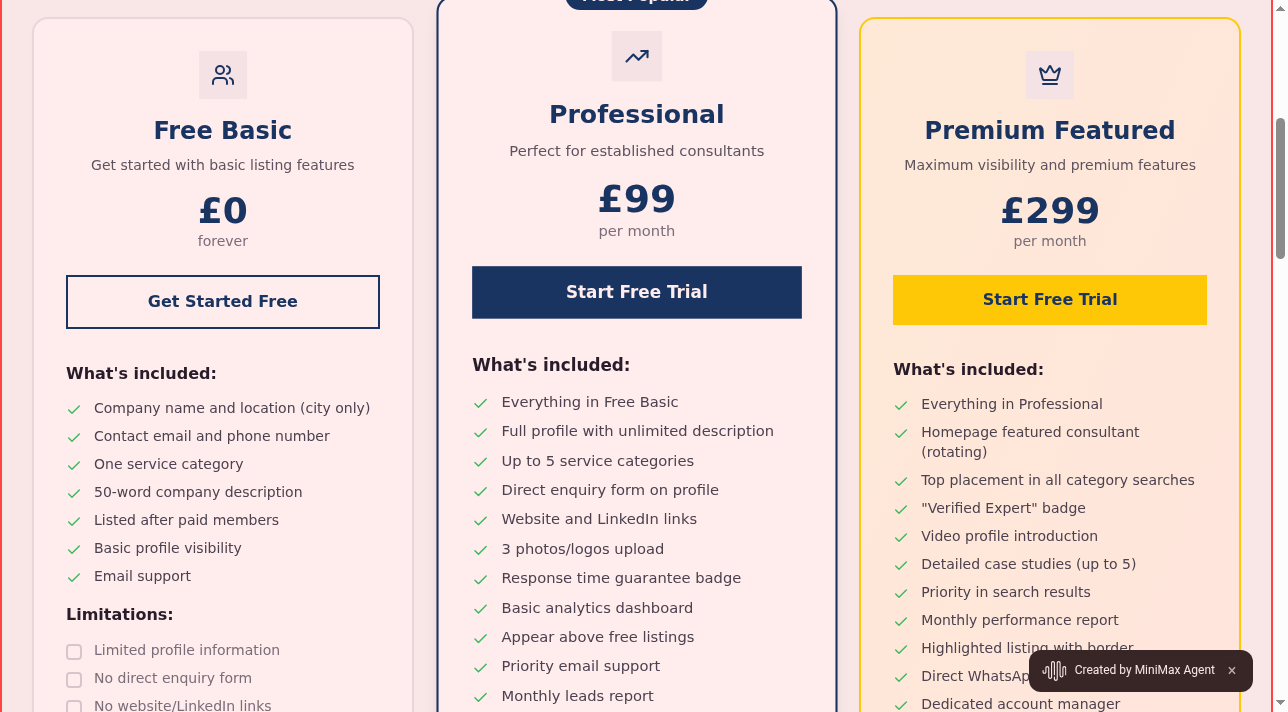 Most Popular
Free Basic
Get started with basic listing features
£0
forever
Get Started Free
What's included:
Company name and location (city only)
Contact email and phone number
One service category
50-word company description
Listed after paid members
Basic profile visibility
Email support
Limitations:
Limited profile information
No direct enquiry form
No website/LinkedIn links
Professional
Perfect for established consultants
£99
per month
Start Free Trial
What's included:
Everything in Free Basic
Full profile with unlimited description
Up to 5 service categories
Direct enquiry form on profile
Website and LinkedIn links
3 photos/logos upload
Response time guarantee badge
Basic analytics dashboard
Appear above free listings
Priority email support
Monthly leads report
Premium Featured
Maximum visibility and premium features
£299
per month
Start Free Trial
What's included:
Everything in Professional
Homepage featured consultant
(rotating)
Top placement in all category searches
"Verified Expert" badge
Video profile introduction
Detailed case studies (up to 5)
Priority in search results
Monthly performance report
Highlighted listing with border
Direct
Dedicated account manager
Created by MiniMax Agent ×